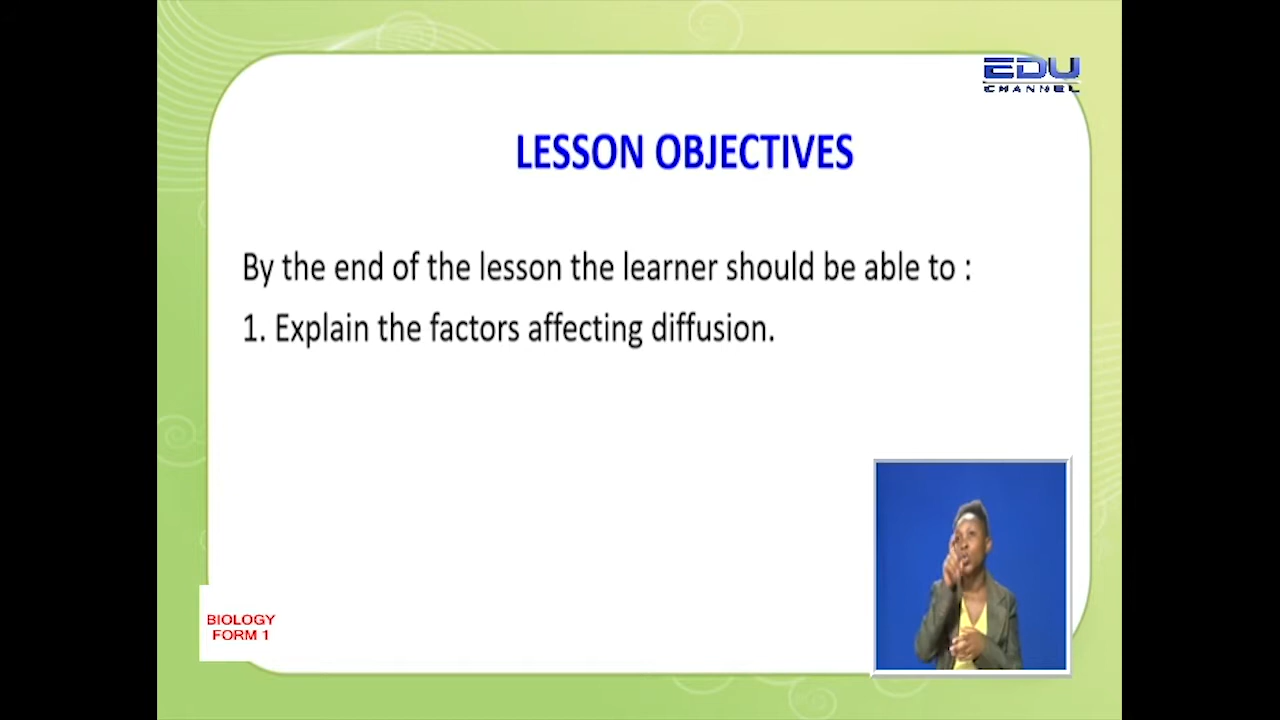 EDU
CHANNEL
LESSON OBJECTIVES
By the end of the lesson the learner should be able to :
1. Explain the factors affecting diffusion.
BIOLOGY
FORM 1